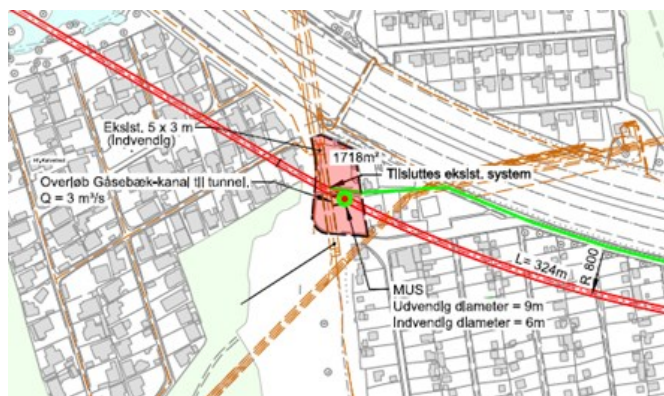 Eksist. 5 x 3 m
(Indvendig)
1718m²
Tilsluttes eksist. system
Overløb Gåsebæk-kanal til tunnel,
Q = 3 m³/s
L= 324m
R 800
MUS
Udvendig diameter = 9m
Indvendig diameter = 6m